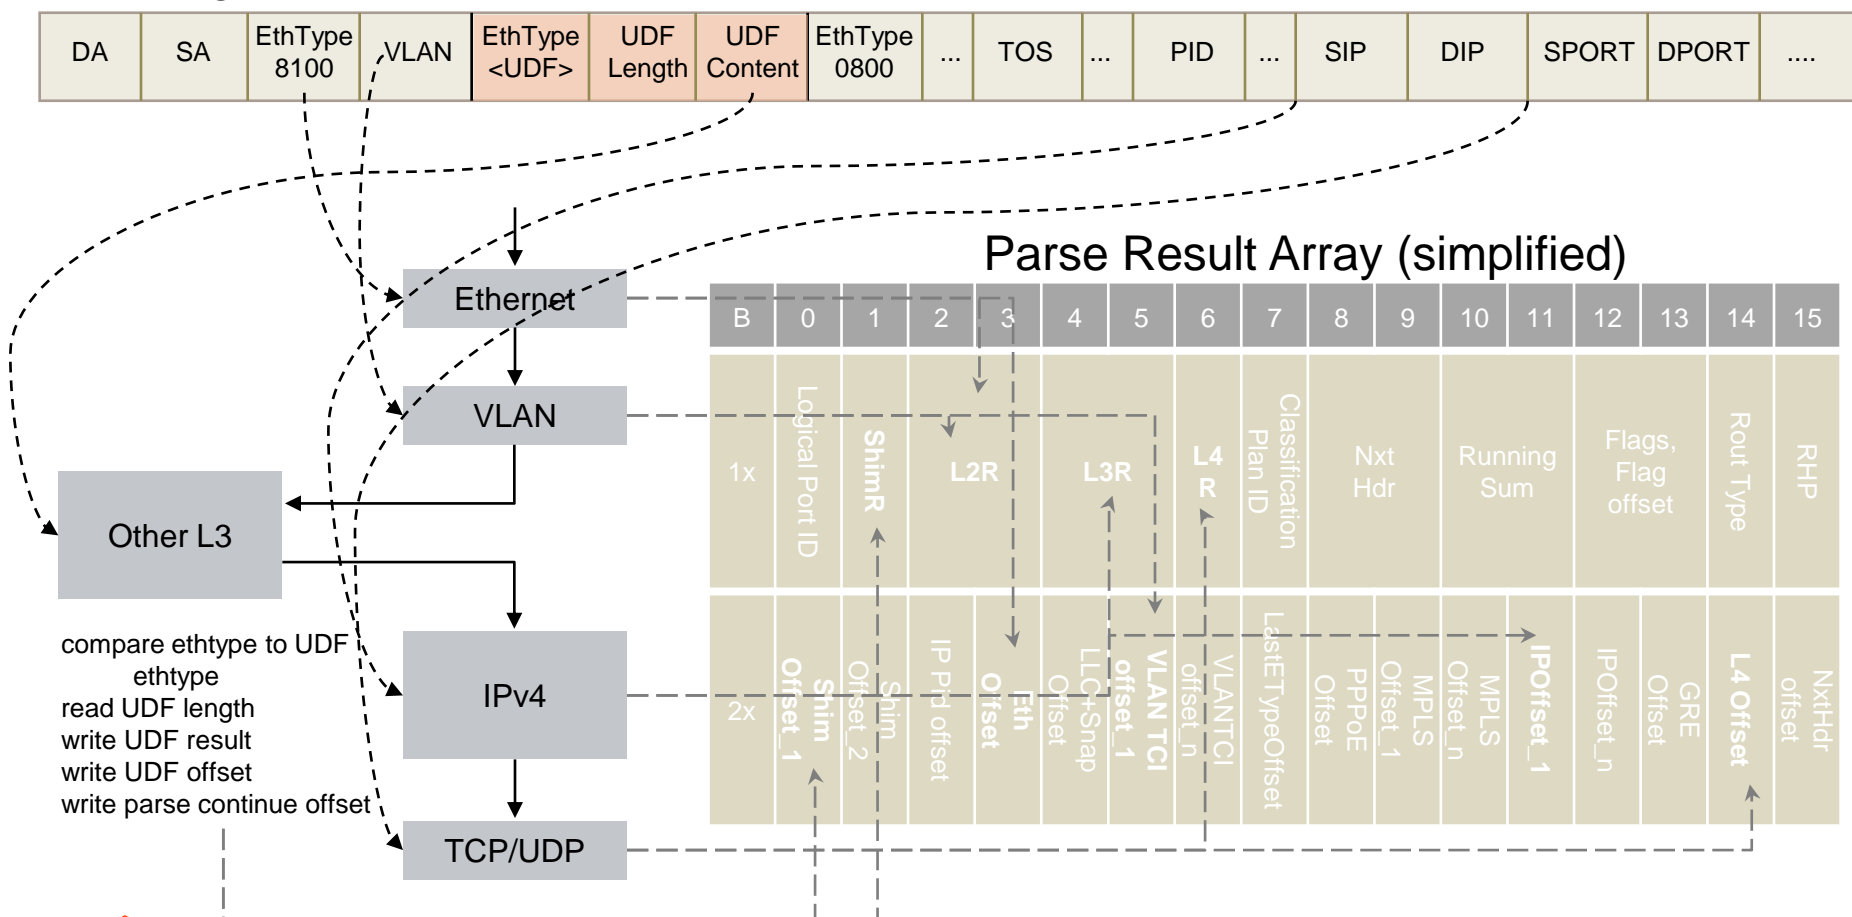 DA SA EthType 8100 VLAN EthType <UDF> UDF Length UDF Content EthType 0800 ... TOS ... PID ... SIP DIP SPORT DPORT ....
Parse Result Array (simplified)
Ethernet
VLAN
Other L3
compare ethtype to UDF
ethtype
read UDF length
write UDF result
write UDF offset
write parse continue offset
IPv4
TCP/UDP
B 0 1 2 3 4 5 6 7 8 9 10 11 12 13 14 15
1x
Logical Port ID
ShimR
L2R
L3R
L4
R
Classification
Plan ID
Nxt
Hdr
Running
Sum
Flags,
Flag
offset
Rout Type
RHP
2x
Shim
Offset_1
Shim
Offset_2
IP Pid offset
Eth
Offset
LLC+Snap
Offset
VLAN TCI
offset_1
VLANTCI
offset_n
LastETypeOffset
PPPoE
Offset
MPLS
Offset_1
MPLS
Offset_n
IPOffset_1
IPOffset_n
GRE
Offset
L4 Offset
NxtHdr
offset